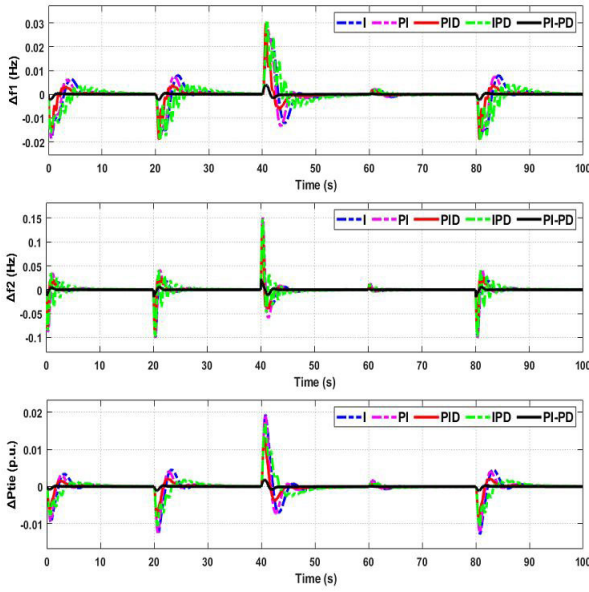 I PI PID IPD PI-PD
Δf1 (Hz)
0.03
0.02
0.01
0
-0.01
-0.02
0 10 20 30 40 50 60 70 80 90 100
Time (s)
I PI PID IPD PI-PD
Δf2 (Hz)
0.15
0.1
0.05
0
-0.05
-0.1
0 10 20 30 40 50 60 70 80 90 100
Time (s)
I PI PID IPD PI-PD
ΔPtie (p.u.)
0.02
0.01
0
-0.01
0 10 20 30 40 50 60 70 80 90 100
Time (s)